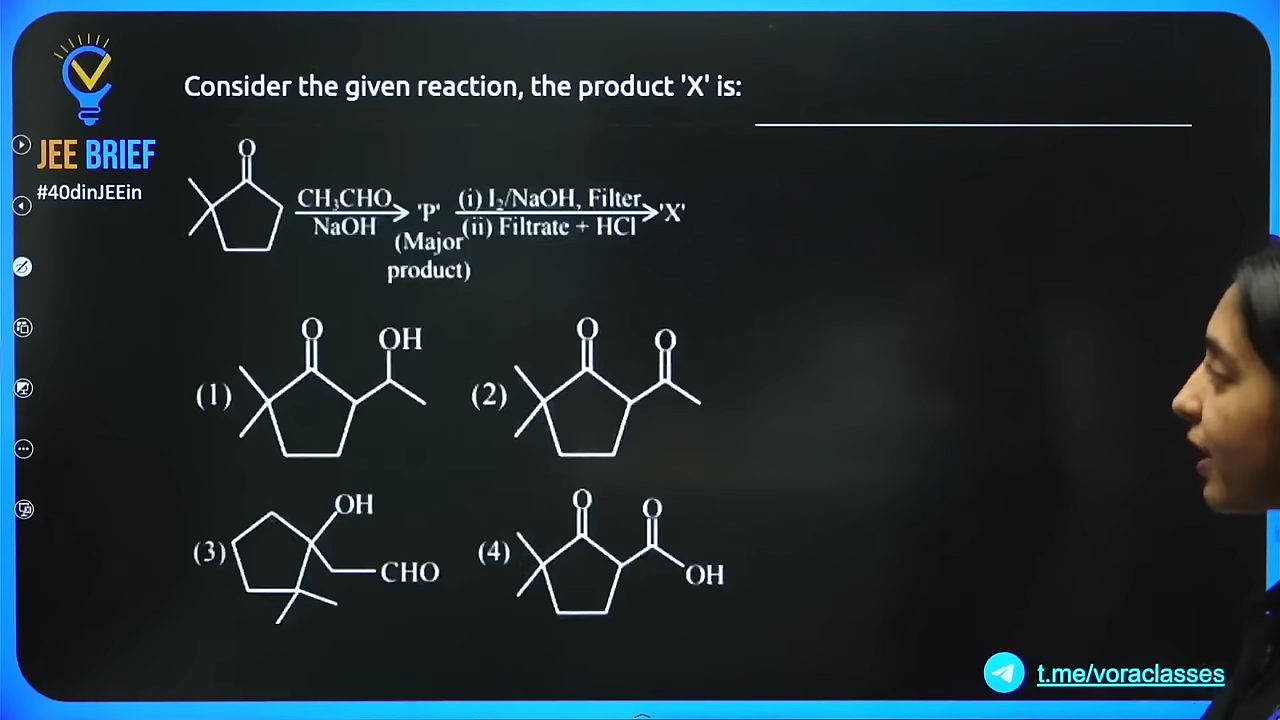 Consider the given reaction, the product 'X' is:
JEE BRIEF
#40dinJEEin
O
CH₃CHO
NaOH
'P'
(Major
product)
(i) I₂/NaOH, Filter
(ii) Filtrate + HCl
'X'
(1)
O
OH
(2)
O
O
(3)
OH
CHO
(4)
O
O
OH
t.me/voraclasses